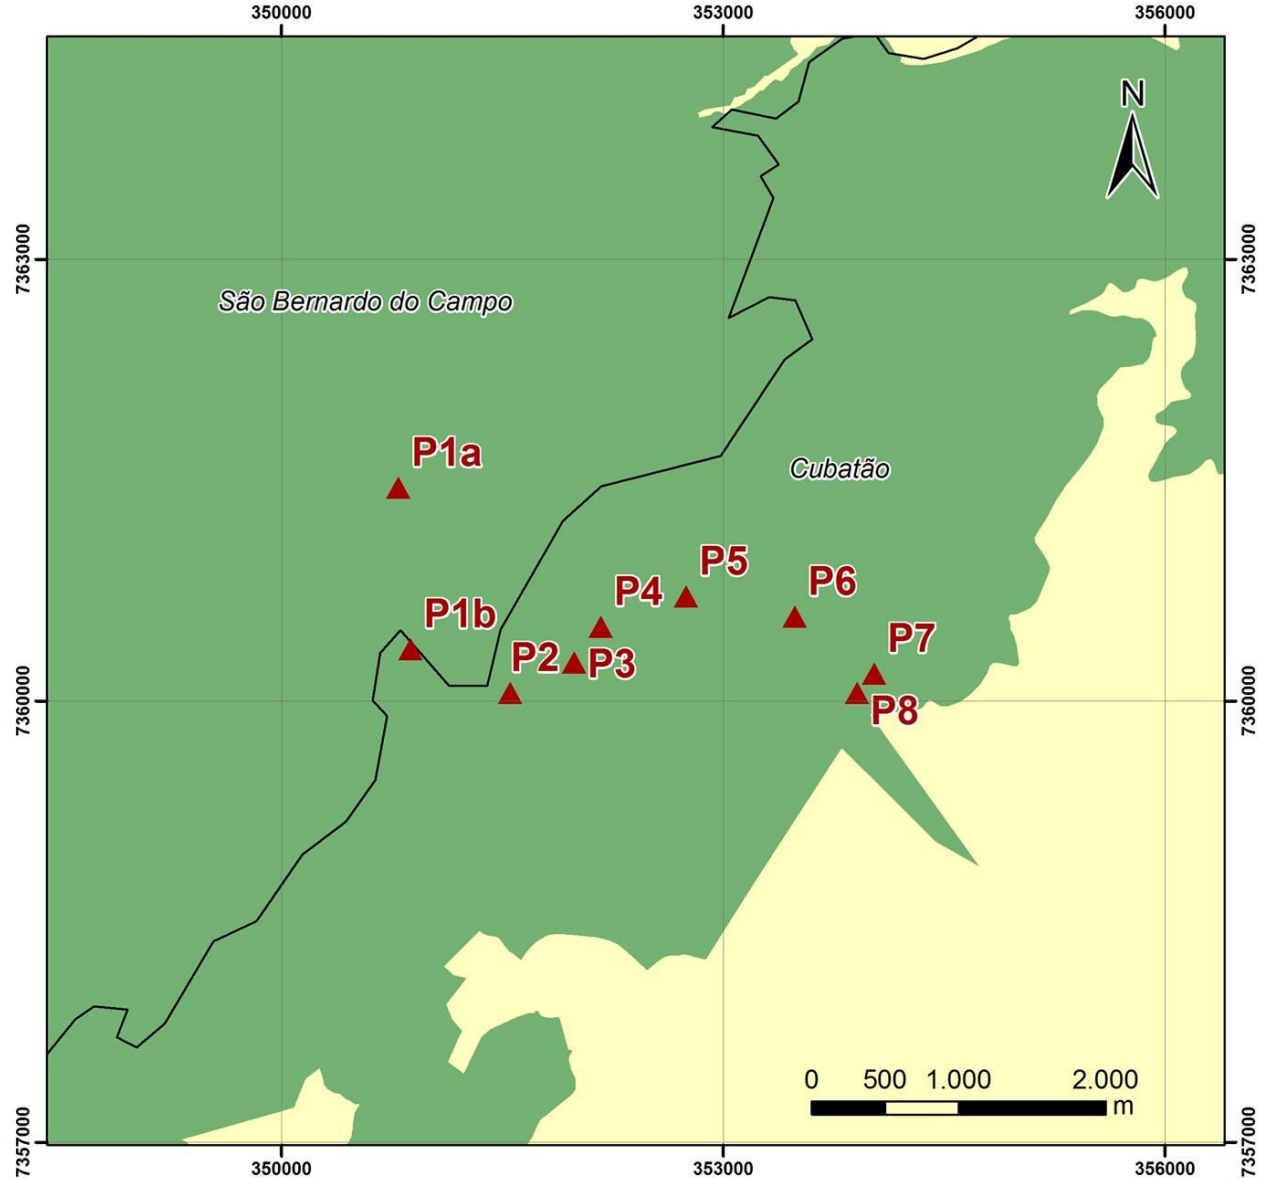 350000 353000 356000
N
7363000 7363000
São Bernardo do Campo
P1a
Cubatão
P5
P6
P4
P1b
P7
P2 P3
7360000 7360000
P8
0 500 1.000 2.000
m
7357000 7357000
350000 353000 356000